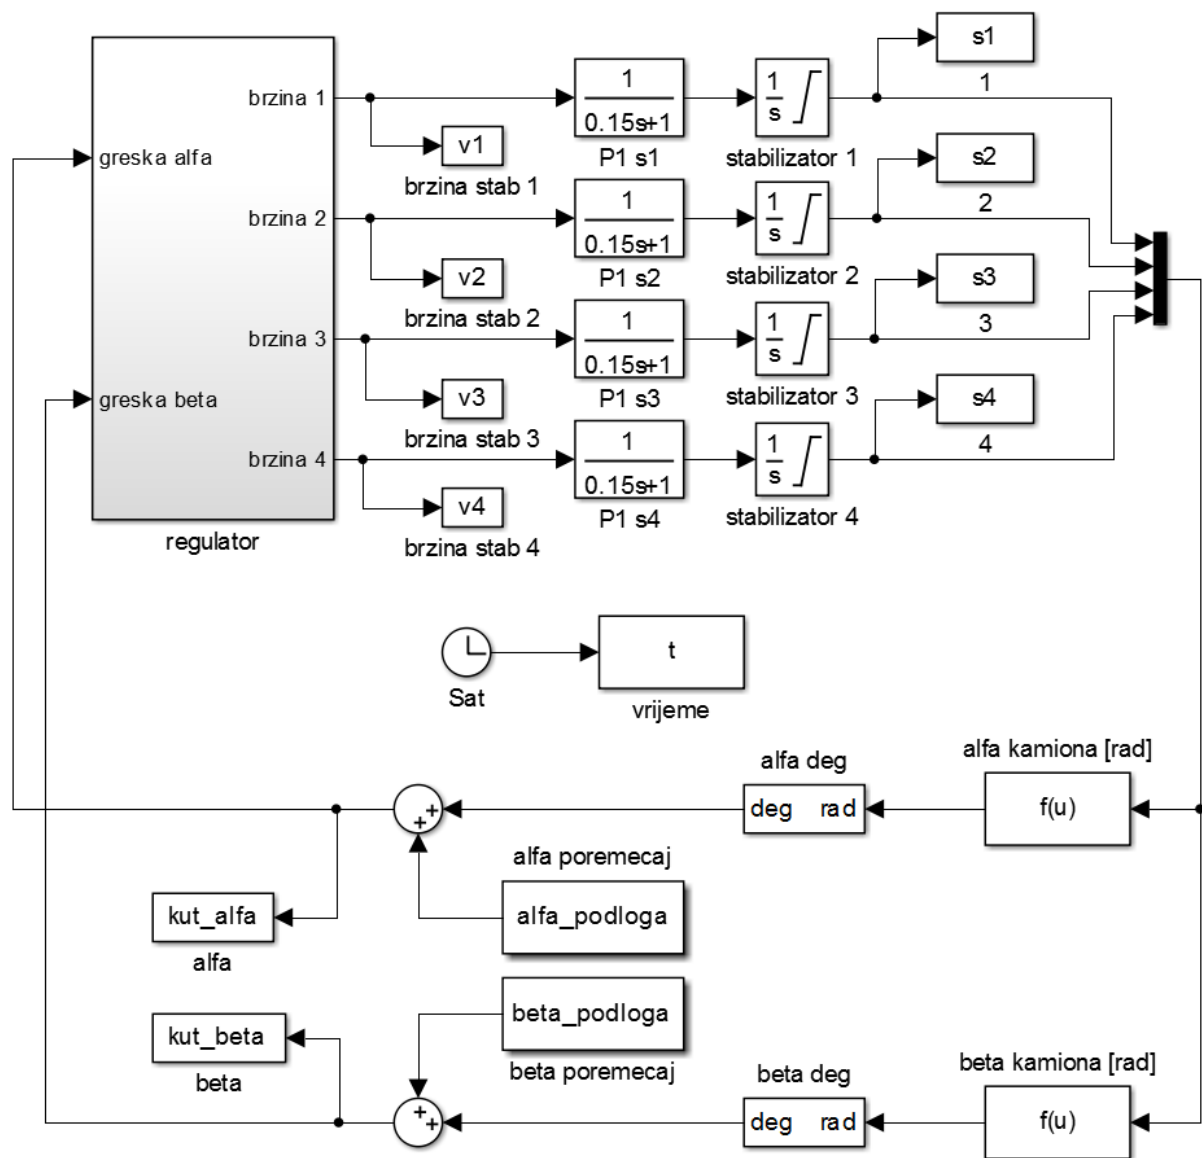 s1
1
brzina 1
1
0.15s+1
P1 s1
1
s
stabilizator 1
greska alfa
v1
brzina stab 1
s2
2
brzina 2
1
0.15s+1
P1 s2
1
s
stabilizator 2
v2
brzina stab 2
s3
3
brzina 3
1
0.15s+1
P1 s3
1
s
stabilizator 3
greska beta
v3
brzina stab 3
s4
4
brzina 4
1
0.15s+1
P1 s4
1
s
stabilizator 4
v4
brzina stab 4
regulator
t
Sat
vrijeme
alfa deg
alfa kamiona [rad]
+
+
deg rad
f(u)
alfa poremecaj
kut_alfa
alfa_podloga
alfa
kut_beta
beta_podloga
beta
beta poremecaj
beta deg
beta kamiona [rad]
+
+
deg rad
f(u)